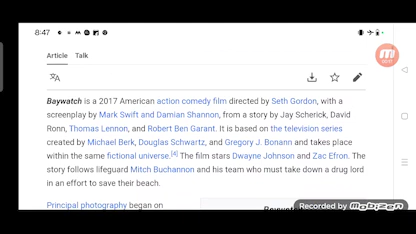 8:47
Article Talk
Baywatch is a 2017 American action comedy film directed by Seth Gordon, with a
screenplay by Mark Swift and Damian Shannon, from a story by Jay Scherick, David
Ronn, Thomas Lennon, and Robert Ben Garant. It is based on the television series
created by Michael Berk, Douglas Schwartz, and Gregory J. Bonann and takes place
within the same fictional universe.[4] The film stars Dwayne Johnson and Zac Efron. The
story follows lifeguard Mitch Buchannon and his team who must take down a drug lord
in an effort to save their beach.
Principal photography began on
Recorded by Mobizen